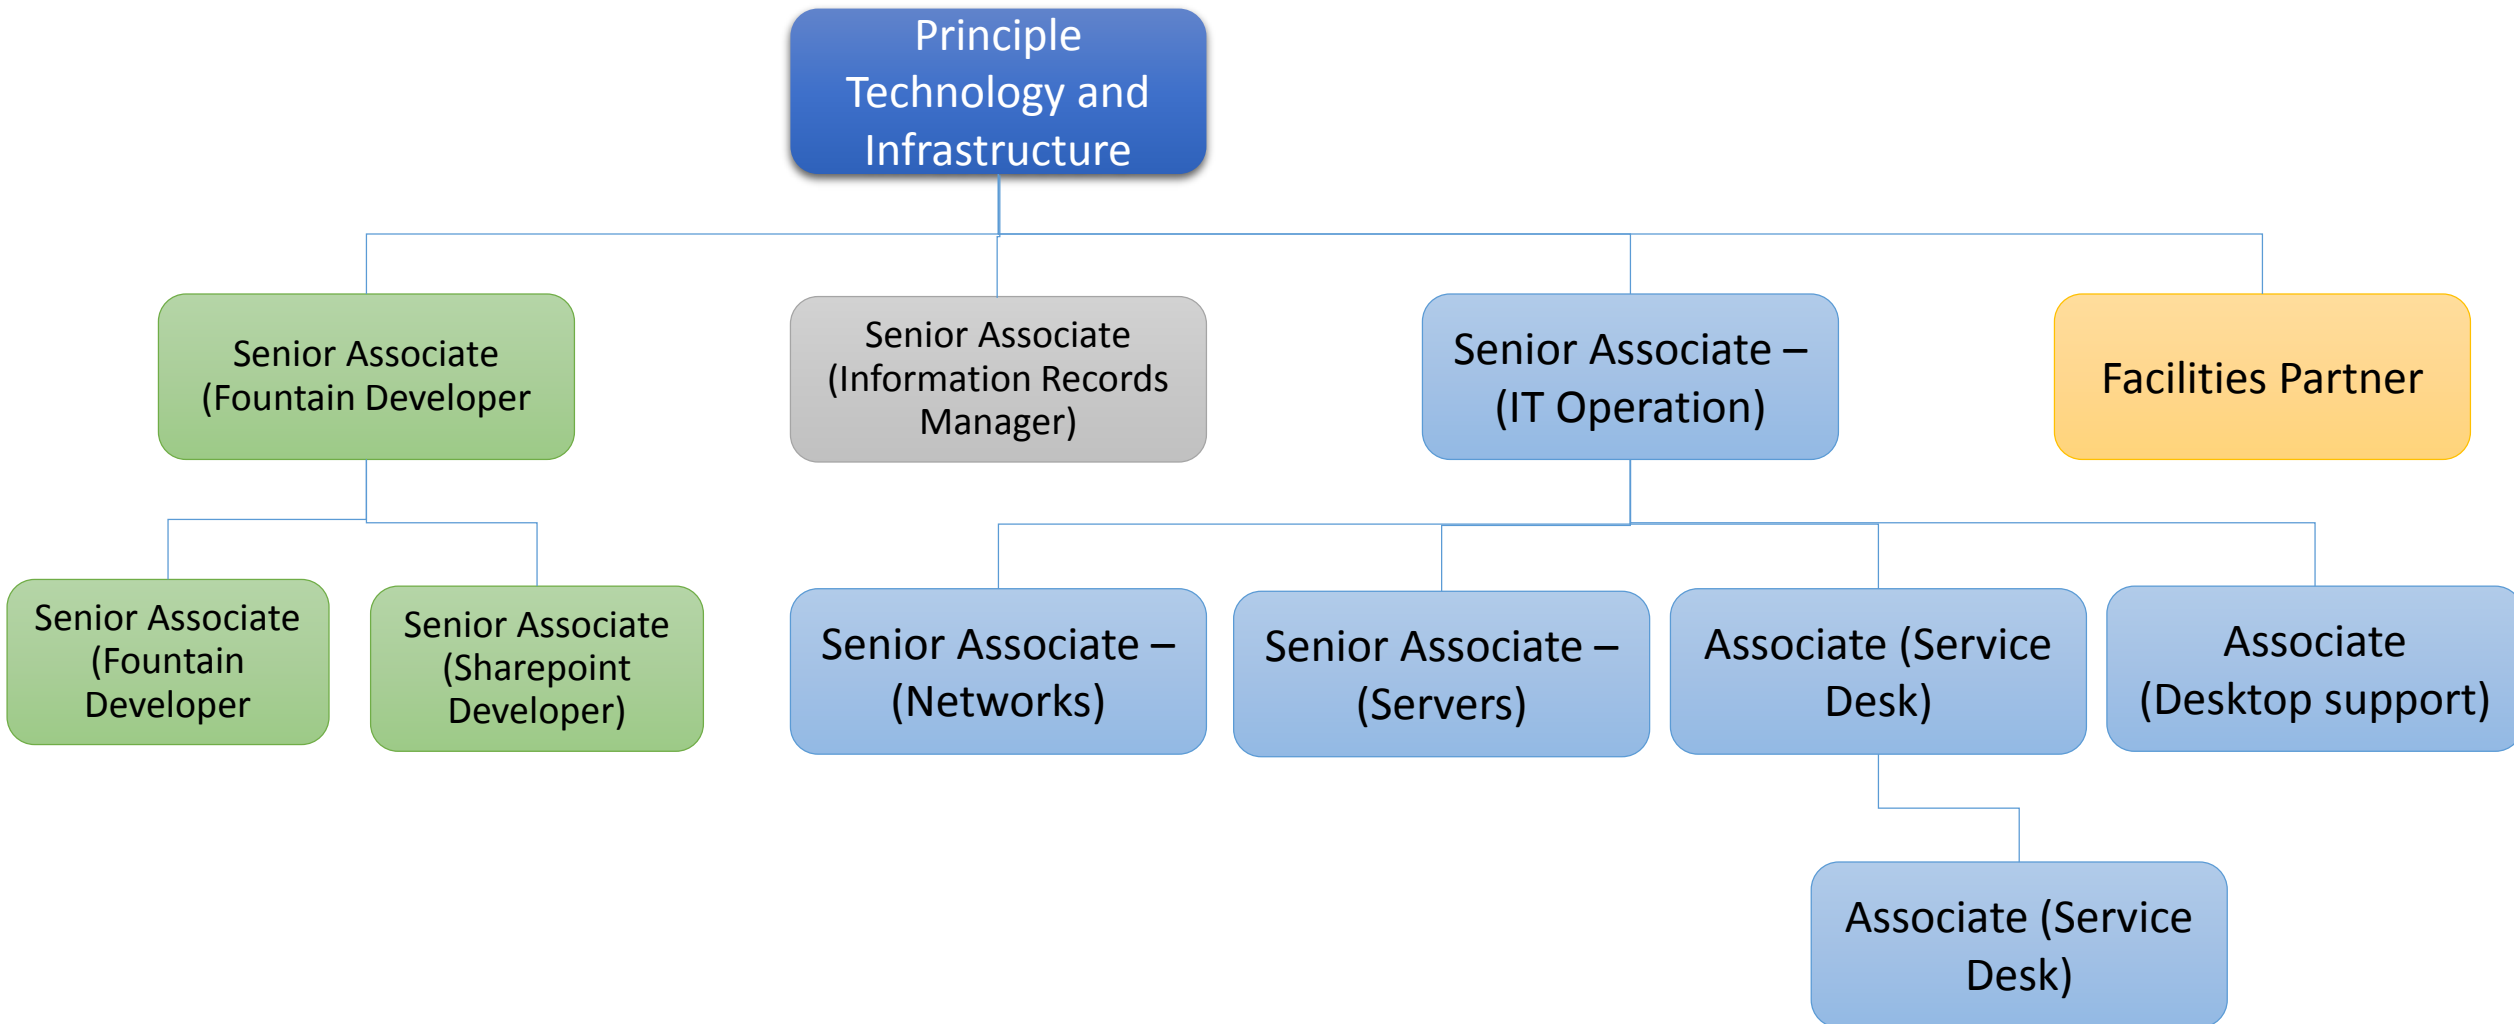 Principle
Technology and
Infrastructure
Senior Associate
(Fountain Developer
Senior Associate
(Information Records
Manager)
Senior Associate –
(IT Operation)
Facilities Partner
Senior Associate
(Fountain
Developer
Senior Associate
(Sharepoint
Developer)
Senior Associate –
(Networks)
Senior Associate –
(Servers)
Associate (Service
Desk)
Associate
(Desktop support)
Associate (Service
Desk)